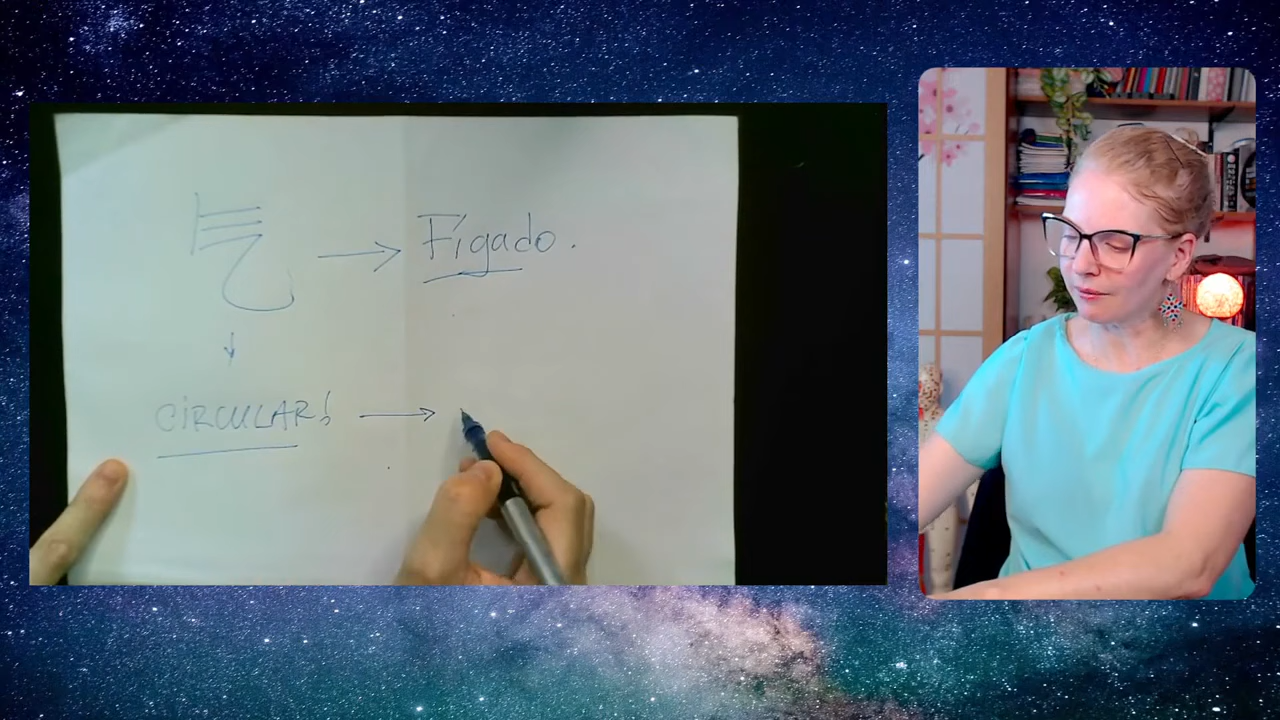 气 → Fígado.
↓
CIRCULAR! →